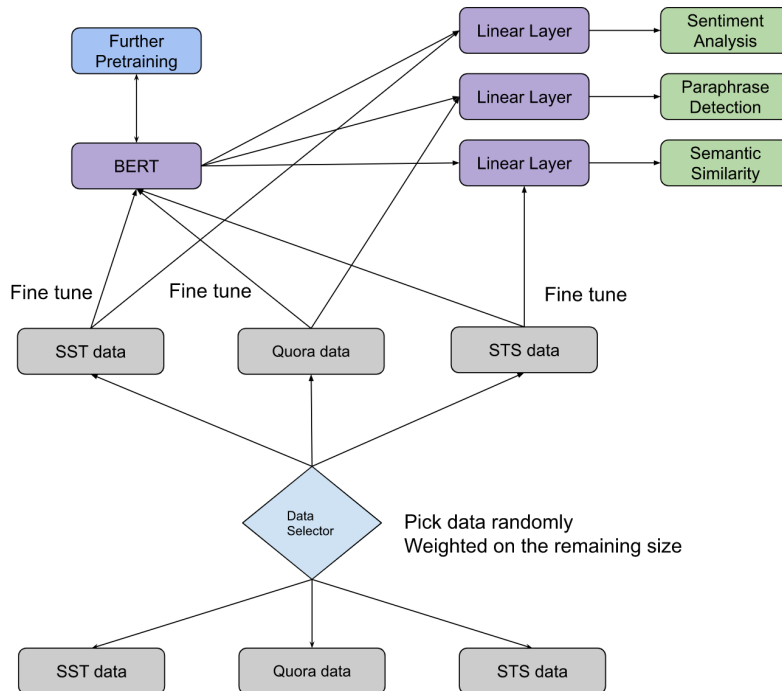 Further
Pretraining
Linear Layer
Sentiment
Analysis
Linear Layer
Paraphrase
Detection
BERT
Linear Layer
Semantic
Similarity
Fine tune
Fine tune
Fine tune
SST data
Quora data
STS data
Data
Selector
Pick data randomly
Weighted on the remaining size
SST data
Quora data
STS data